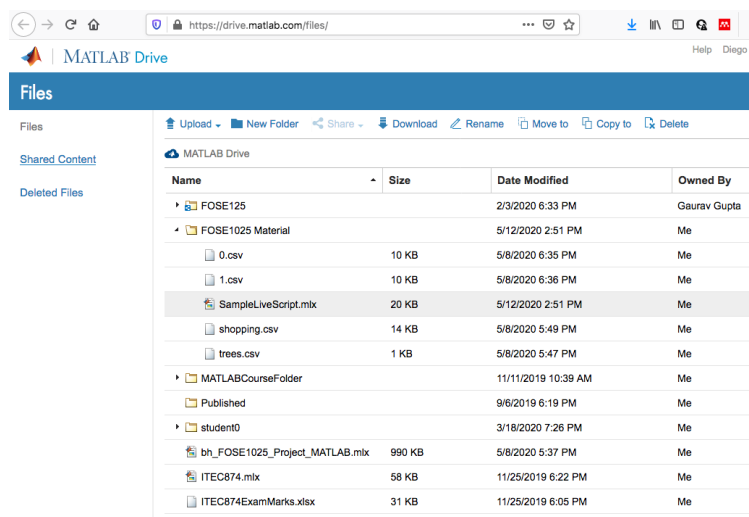 https://drive.matlab.com/files/
MATLAB Drive
Help Diego
Files
Files
Shared Content
Deleted Files
Upload New Folder Share Download Rename Move to Copy to Delete
MATLAB Drive
Name Size Date Modified Owned By
FOSE125 2/3/2020 6:33 PM Gaurav Gupta
FOSE1025 Material 5/12/2020 2:51 PM Me
0.csv 10 KB 5/8/2020 6:35 PM Me
1.csv 10 KB 5/8/2020 6:36 PM Me
SampleLiveScript.mlx 20 KB 5/12/2020 2:51 PM Me
shopping.csv 14 KB 5/8/2020 5:49 PM Me
trees.csv 1 KB 5/8/2020 5:47 PM Me
MATLABCourseFolder 11/11/2019 10:39 AM Me
Published 9/6/2019 6:19 PM Me
student0 3/18/2020 7:26 PM Me
bh_FOSE1025_Project_MATLAB.mlx 990 KB 5/8/2020 5:37 PM Me
ITEC874.mlx 58 KB 11/25/2019 6:22 PM Me
ITEC874ExamMarks.xlsx 31 KB 11/25/2019 6:05 PM Me